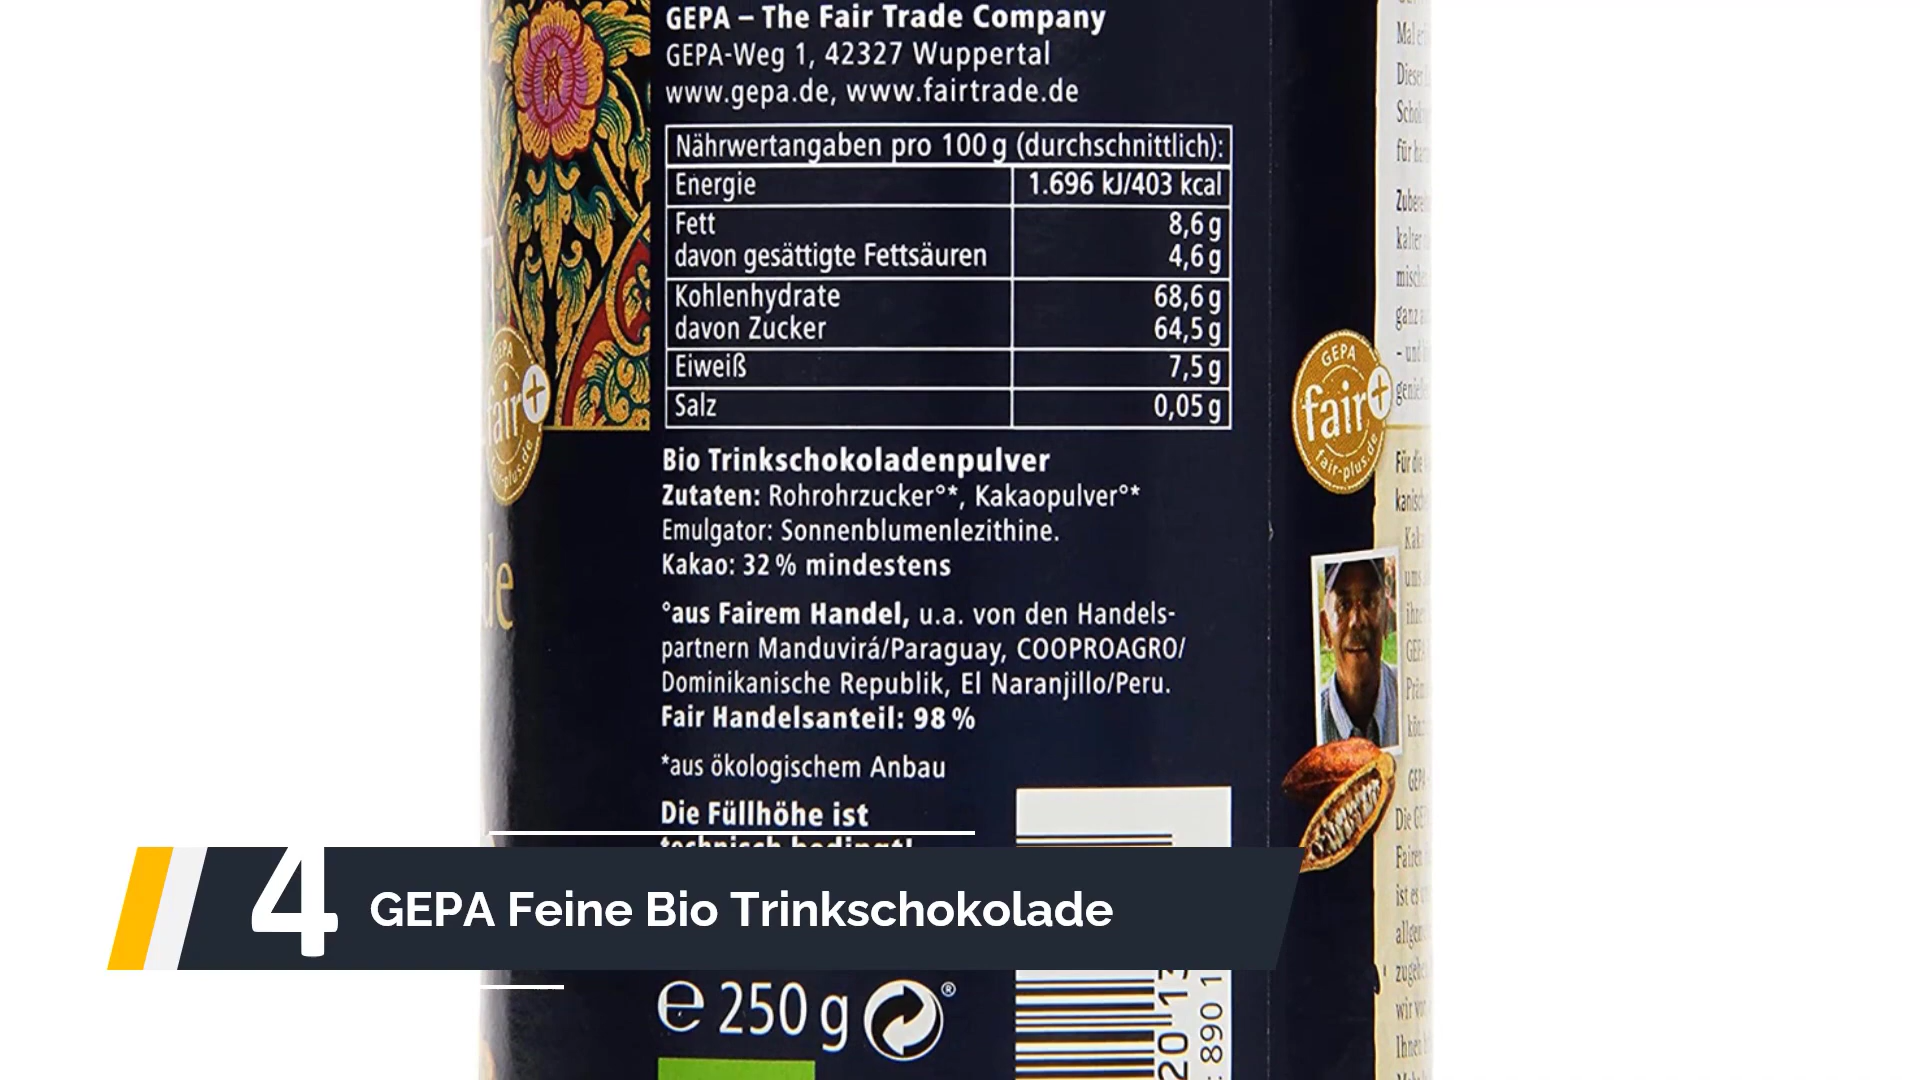 GEPA – The Fair Trade Company
GEPA-Weg 1, 42327 Wuppertal
www.gepa.de, www.fairtrade.de
Nährwertangaben pro 100 g (durchschnittlich):
Energie 1.696 kJ/403 kcal
Fett 8,6 g
davon gesättigte Fettsäuren 4,6 g
Kohlenhydrate 68,6 g
davon Zucker 64,5 g
Eiweiß 7,5 g
Salz 0,05 g
Bio Trinkschokoladenpulver
Zutaten: Rohrohrzucker°*, Kakaopulver°*
Emulgator: Sonnenblumenlezithine.
Kakao: 32 % mindestens
°aus Fairem Handel, u.a. von den Handels-
partnern Manduvirá/Paraguay, COOPROAGRO/
Dominikanische Republik, El Naranjillo/Peru.
Fair Handelsanteil: 98 %
*aus ökologischem Anbau
Die Füllhöhe ist
technisch bedingt!
4 GEPA Feine Bio Trinkschokolade
e 250 g ®
GEPA
fair+
fair-plus.de
GEPA
fair+